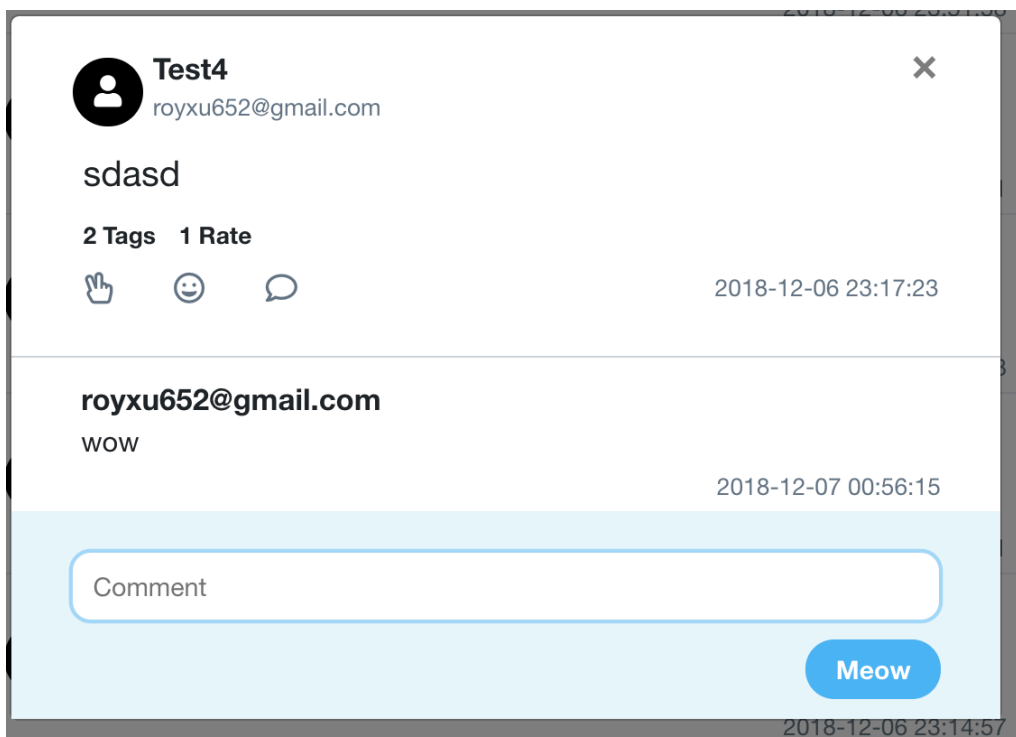 Test4
royxu652@gmail.com
sdasd
2 Tags 1 Rate
2018-12-06 23:17:23
royxu652@gmail.com
wow
2018-12-07 00:56:15
Comment
Meow
2018-12-06 23:14:57